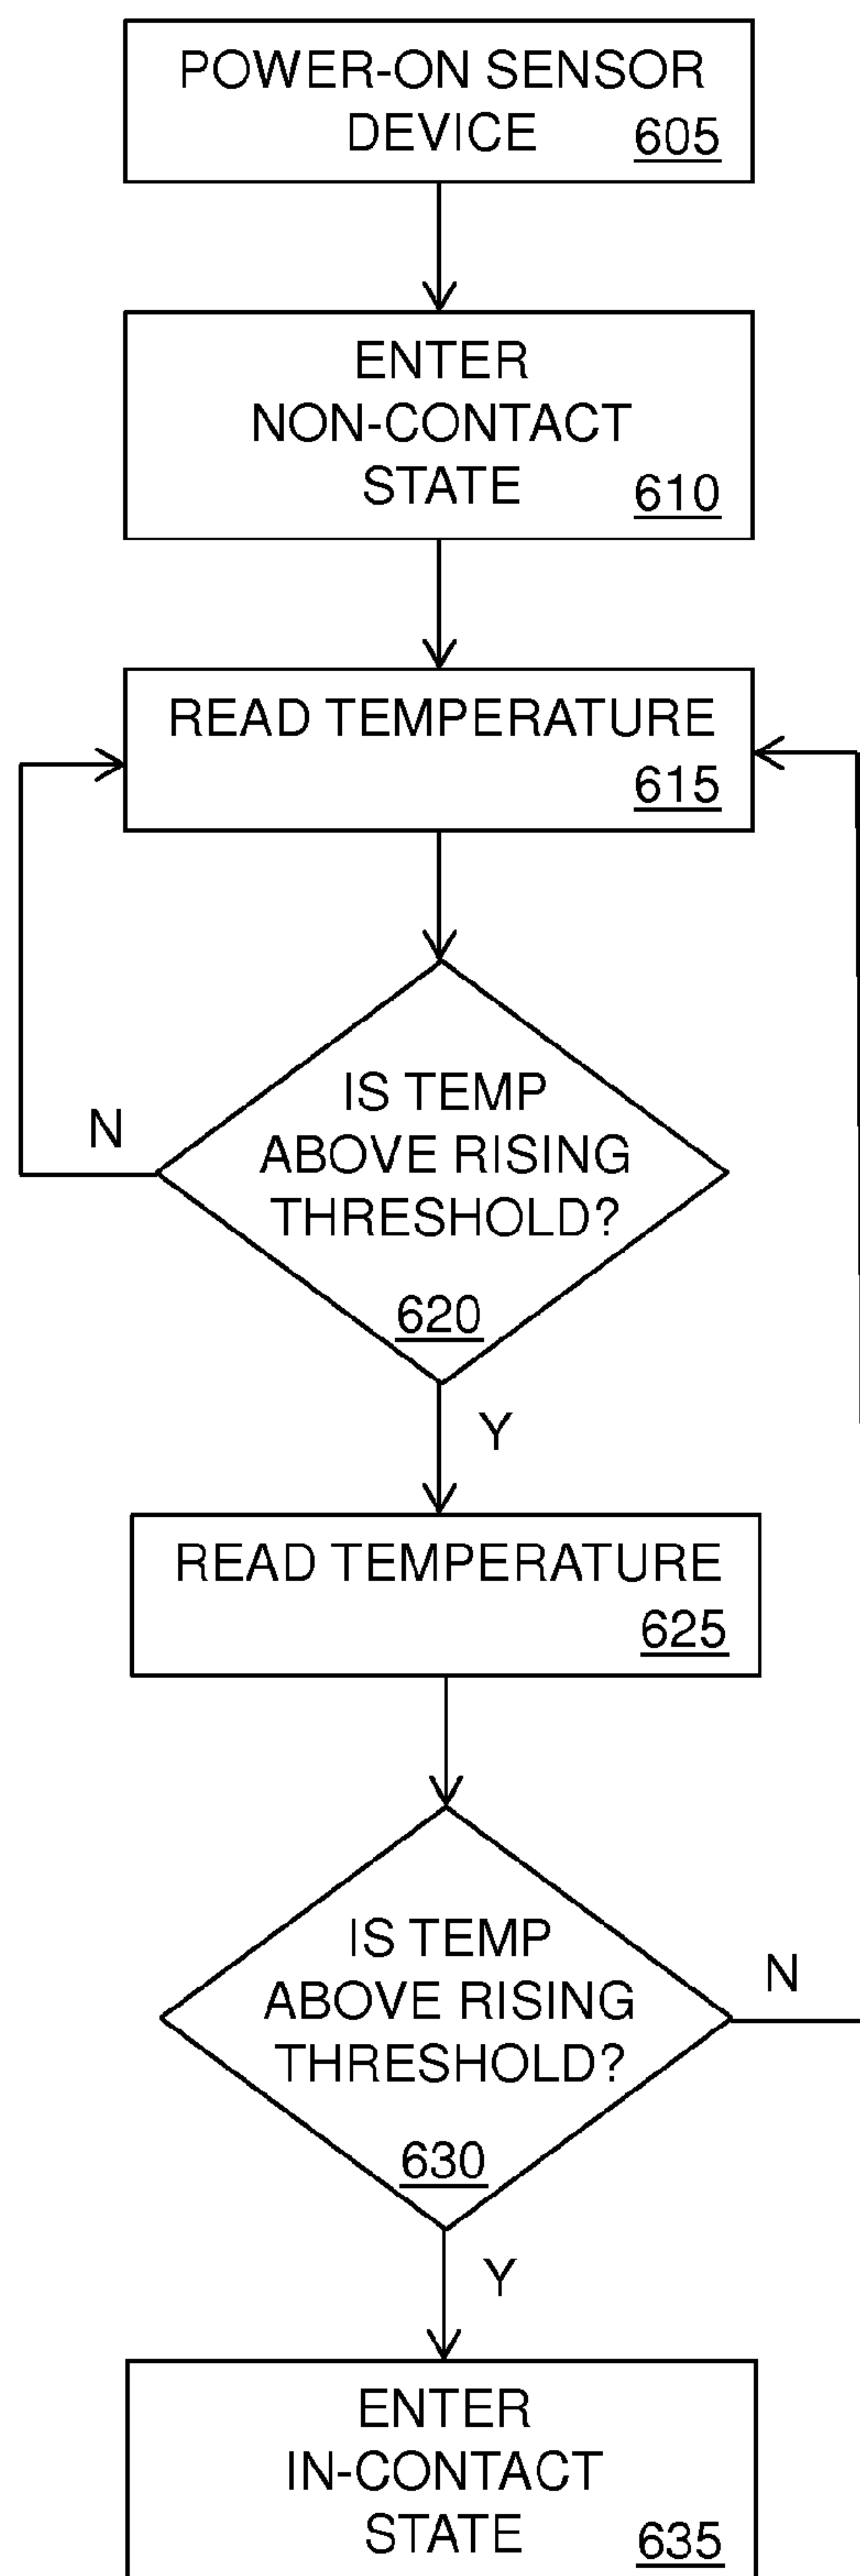 POWER-ON SENSOR
DEVICE 605
ENTER
NON-CONTACT
STATE 610
READ TEMPERATURE
615
IS TEMP
ABOVE RISING
THRESHOLD?
N
620
Y
READ TEMPERATURE
625
IS TEMP
ABOVE RISING
THRESHOLD?
N
630
Y
ENTER
IN-CONTACT
STATE 635